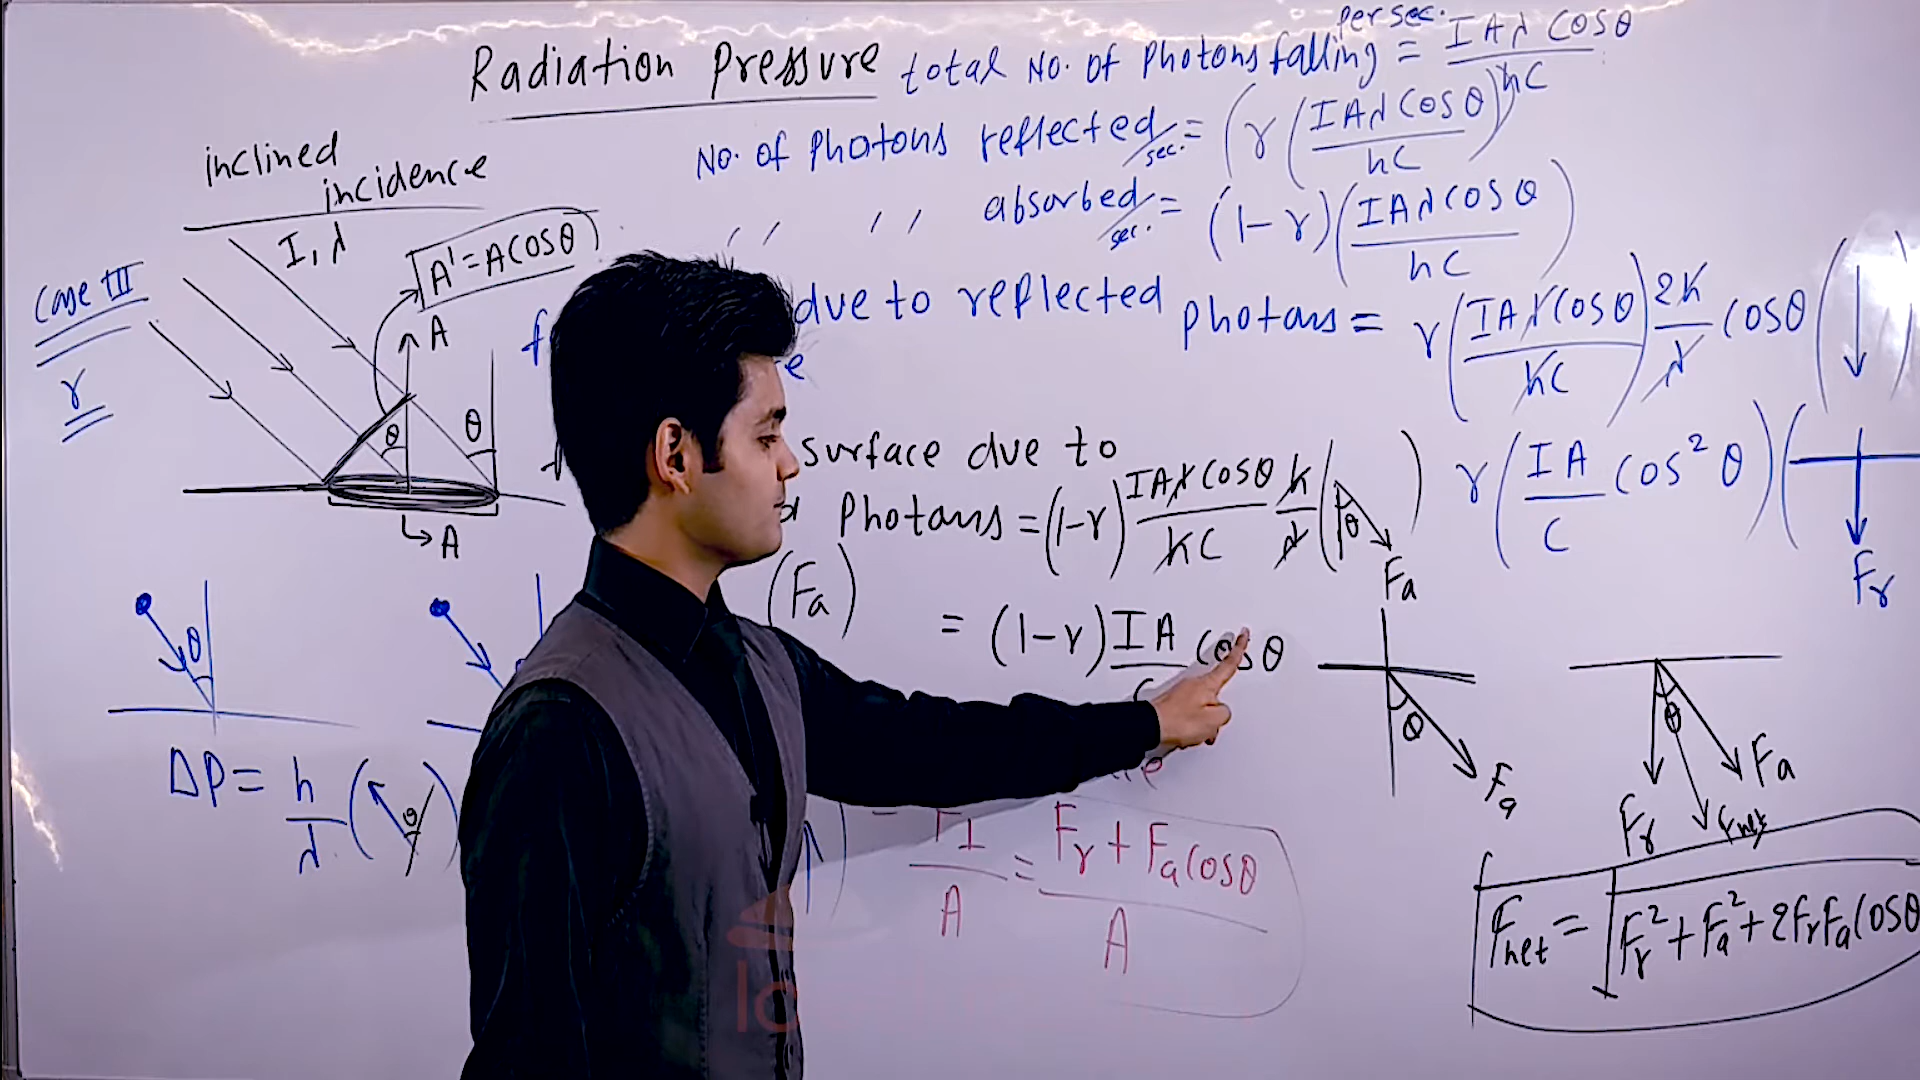 Radiation Pressure
total No. of Photons falling per sec. = IAλ cosθ / hc
No. of Photons reflected/sec. = (r (IAλ cosθ / hc))
〃 〃 absorbed/sec. = (1-r)(IAλ cosθ / hc)
inclined
incidence
I, λ
A' = A cosθ
Case III
r
A
θ
θ
A
due to reflected photons = r (IAλ cosθ / hc) 2h/λ cosθ (↓)
r (IA/C cos²θ) (
Fr
surface due to
Photons = (1-r) IAλ cosθ / hC h/λ (θ)
Fa
(Fa)
= (1-r) IA cosθ
θ
θ
Fa
θ
Fr
Fnet
Fa
ΔP = h/λ (θ)
/ A = Fr + Fa cosθ / A
Fnet = √Fr² + Fa² + 2FrFa cosθ